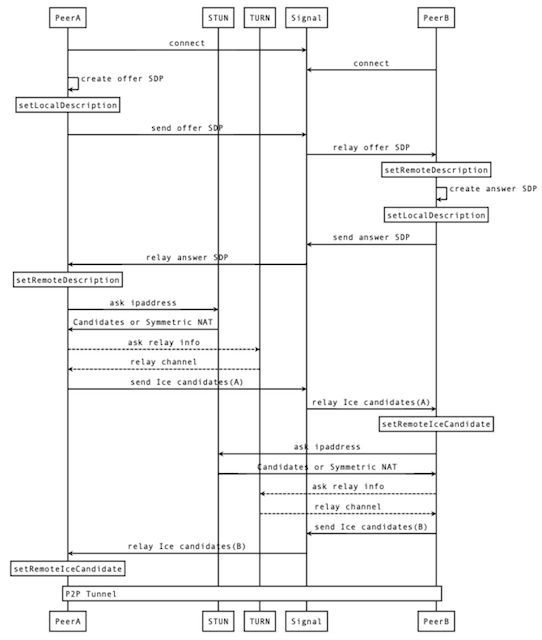 PeerA STUN TURN Signal PeerB
connect
connect
create offer SDP
setLocalDescription
send offer SDP
relay offer SDP
setRemoteDescription
create answer SDP
setLocalDescription
send answer SDP
relay answer SDP
setRemoteDescription
ask ipaddress
Candidates or Symmetric NAT
ask relay info
relay channel
send Ice candidates(A)
relay Ice candidates(A)
setRemoteIceCandidate
ask ipaddress
Candidates or Symmetric NAT
ask relay info
relay channel
send Ice candidates(B)
relay Ice candidates(B)
setRemoteIceCandidate
P2P Tunnel
PeerA STUN TURN Signal PeerB